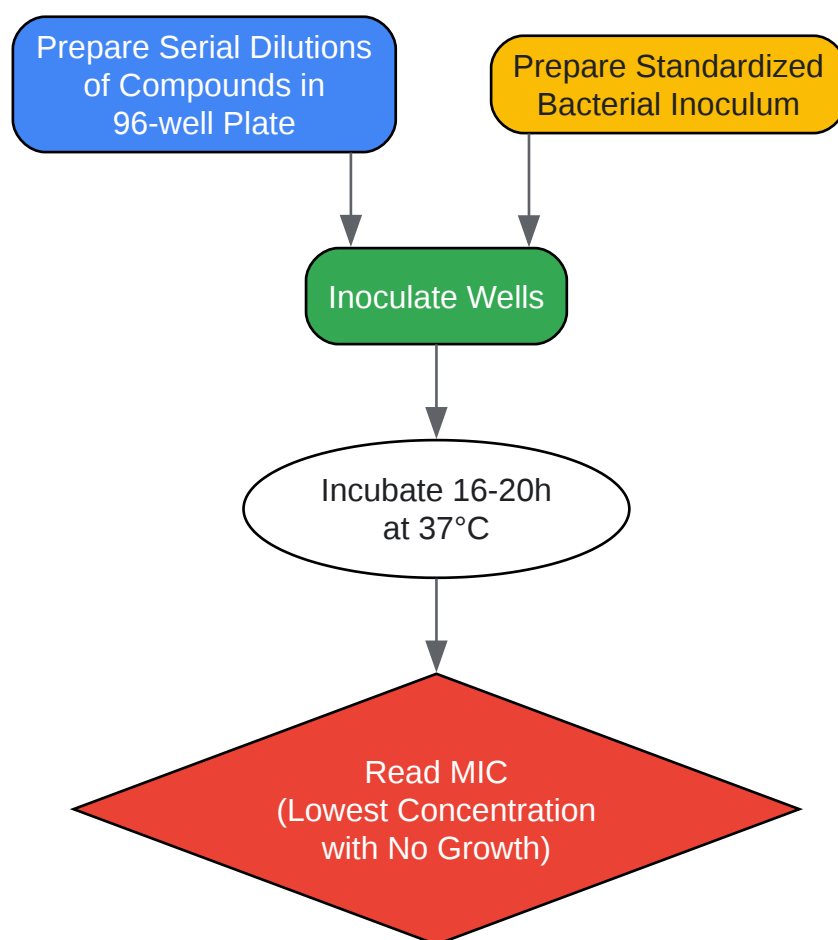 Prepare Serial Dilutions
of Compounds in
96-well Plate
Prepare Standardized
Bacterial Inoculum
Inoculate Wells
Incubate 16-20h
at 37°C
Read MIC
(Lowest Concentration
with No Growth)